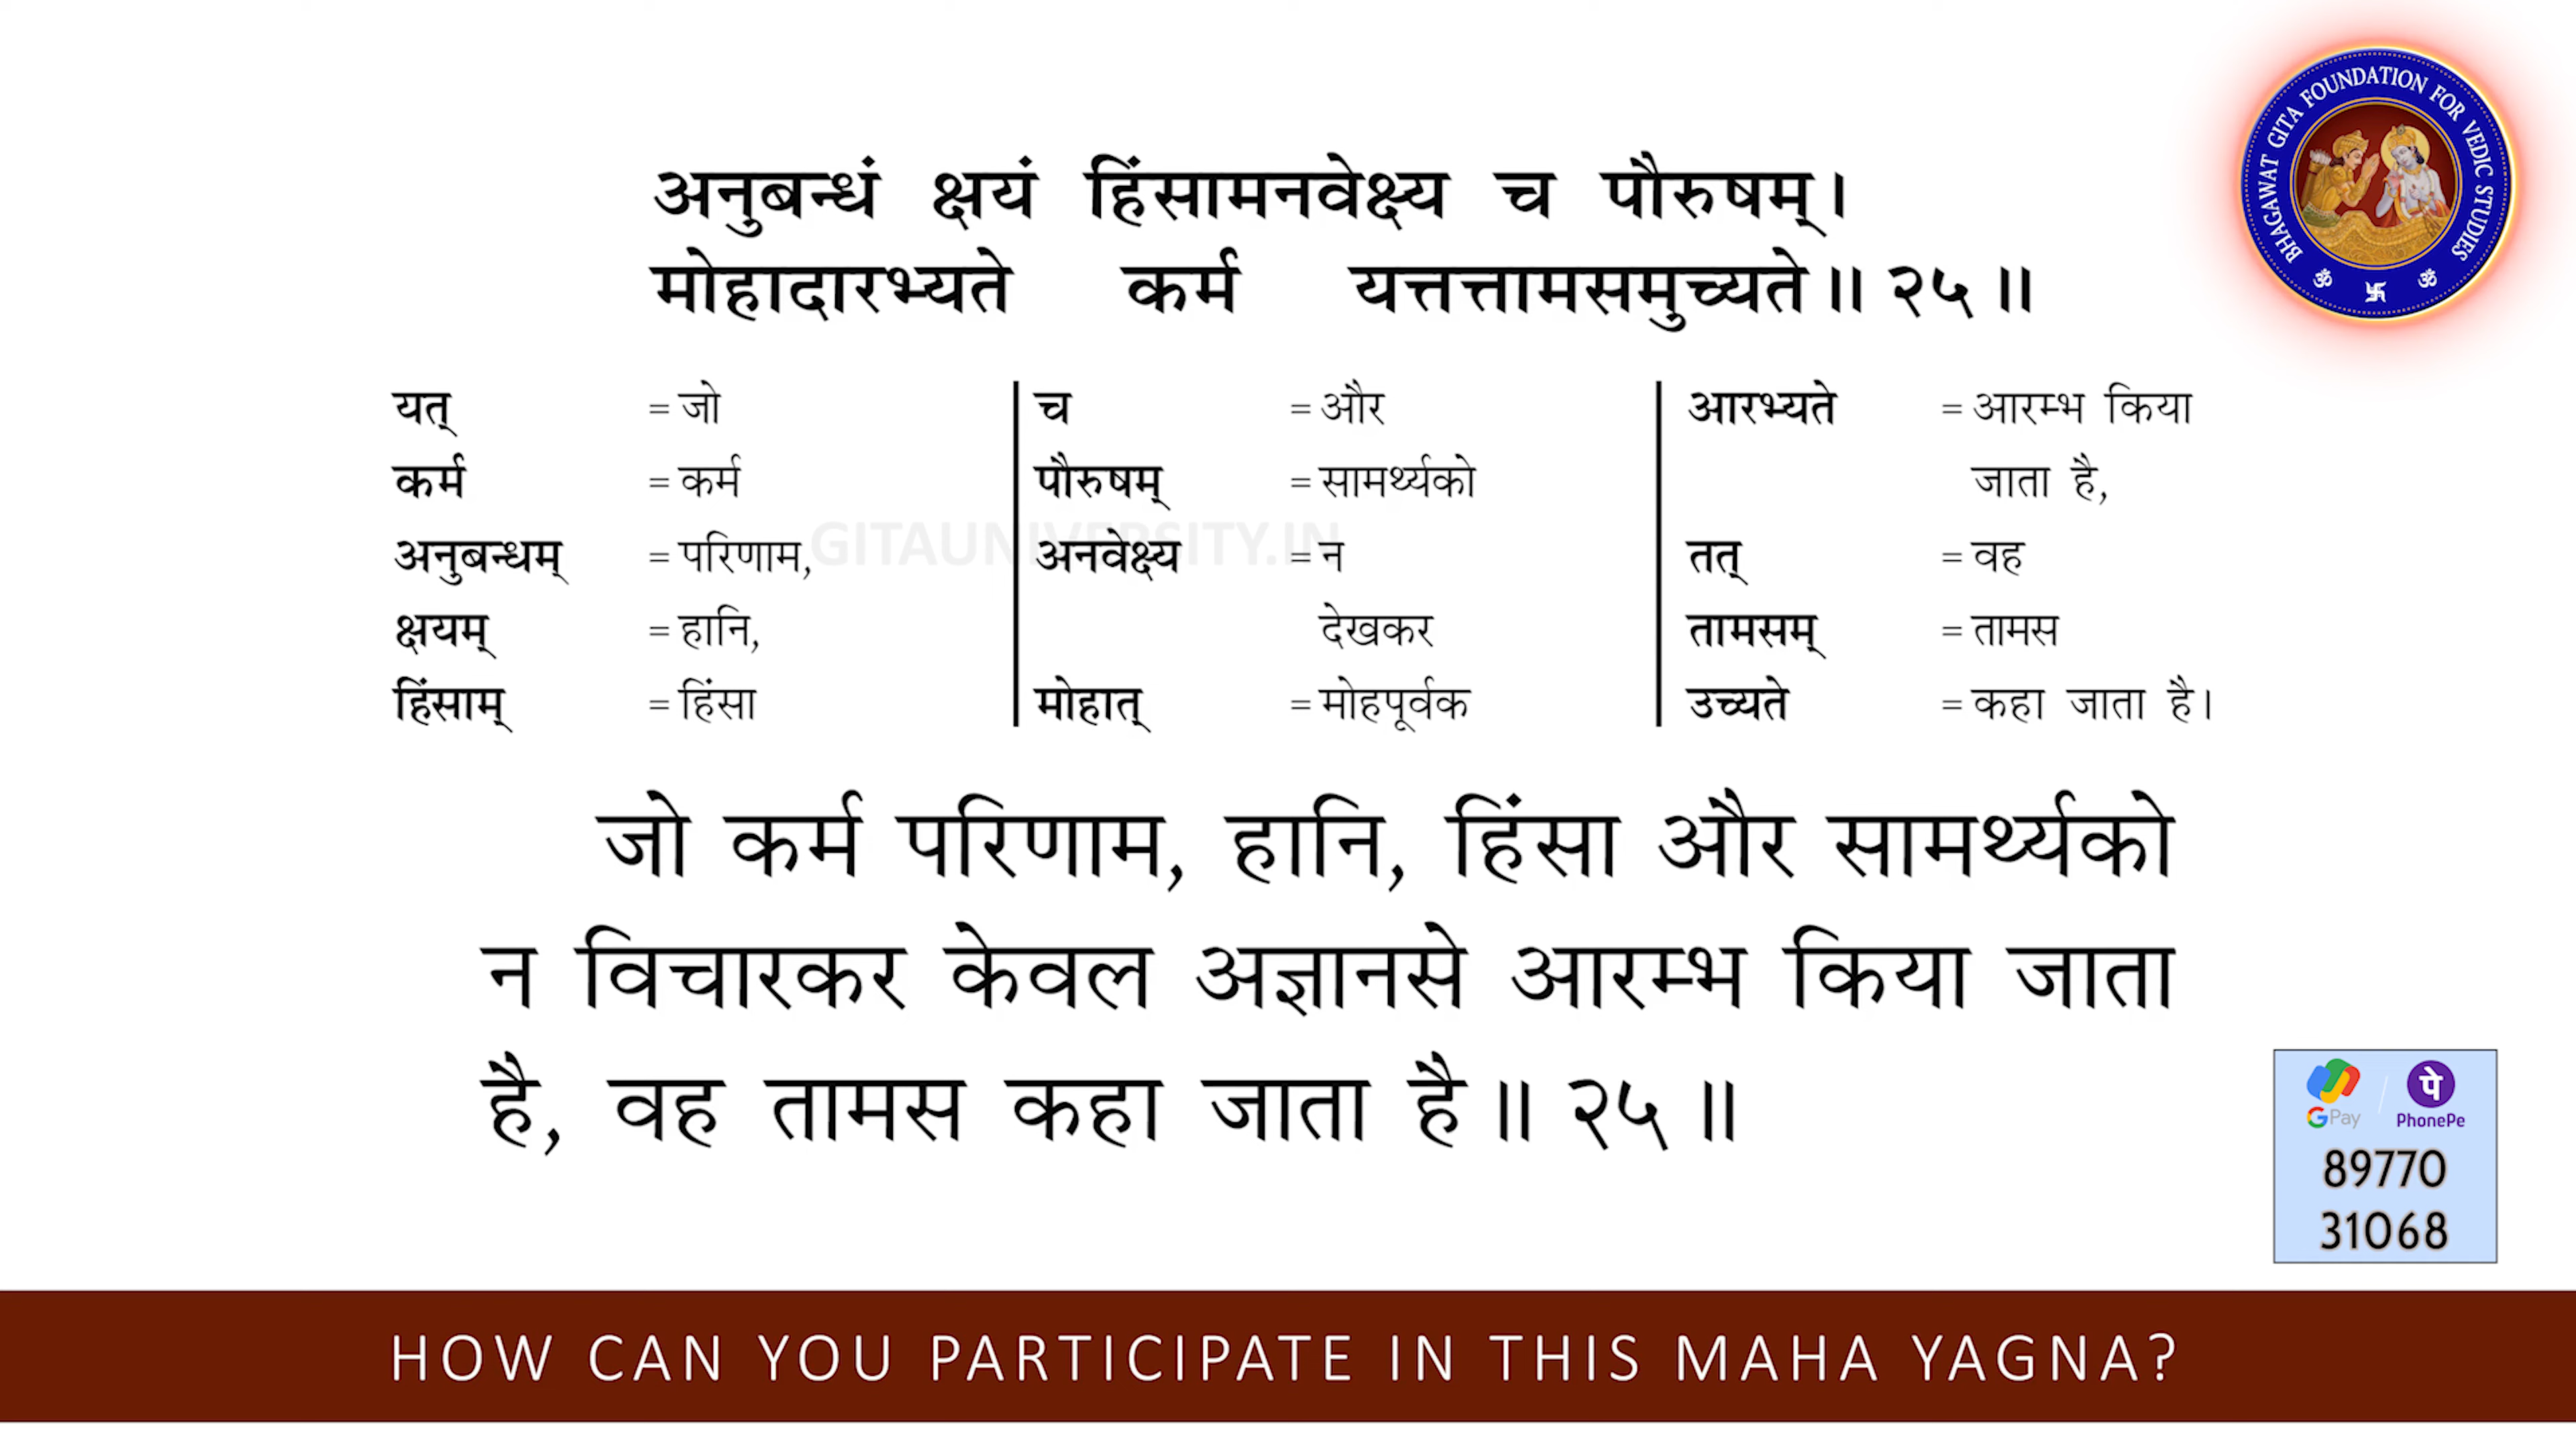 अनुबन्धं क्षयं हिंसामनवेक्ष्य च पौरुषम्।
मोहादारभ्यते कर्म यत्तत्तामसमुच्यते॥ २५ ॥
BHAGAWAT GITA FOUNDATION FOR VEDIC STUDIES
ॐ 卐 ॐ
यत् = जो
कर्म = कर्म
अनुबन्धम् = परिणाम,
क्षयम् = हानि,
हिंसाम् = हिंसा
च = और
पौरुषम् = सामर्थ्यको
अनवेक्ष्य = न
देखकर
मोहात् = मोहपूर्वक
आरभ्यते = आरम्भ किया
जाता है,
तत् = वह
तामसम् = तामस
उच्यते = कहा जाता है।
GITAUNIVERSITY.IN
जो कर्म परिणाम, हानि, हिंसा और सामर्थ्यको
न विचारकर केवल अज्ञानसे आरम्भ किया जाता
है, वह तामस कहा जाता है॥ २५ ॥
GPay पे PhonePe
89770
31068
HOW CAN YOU PARTICIPATE IN THIS MAHA YAGNA?